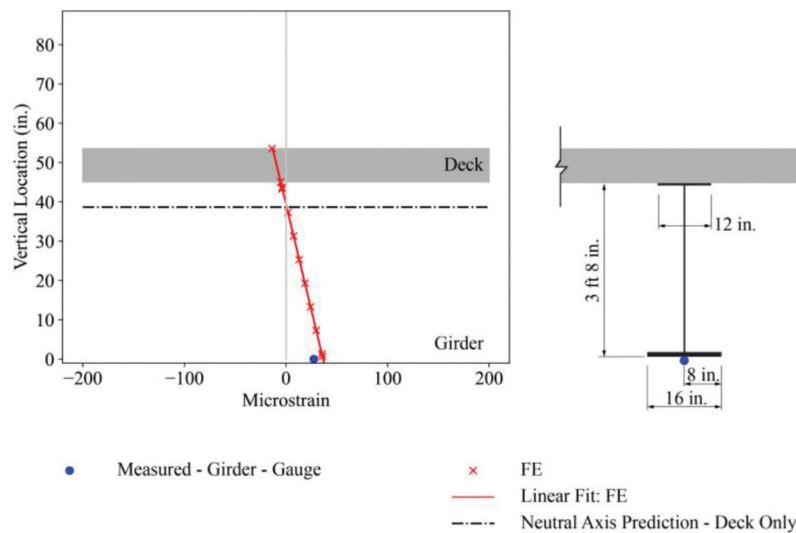 80
70
60
50
40
30
20
10
0
Vertical Location (in.)
Deck
Girder
−200
−100
0
100
200
Microstrain
12 in.
3 ft 8 in.
8 in.
16 in.
Measured - Girder - Gauge
FE
Linear Fit: FE
Neutral Axis Prediction - Deck Only